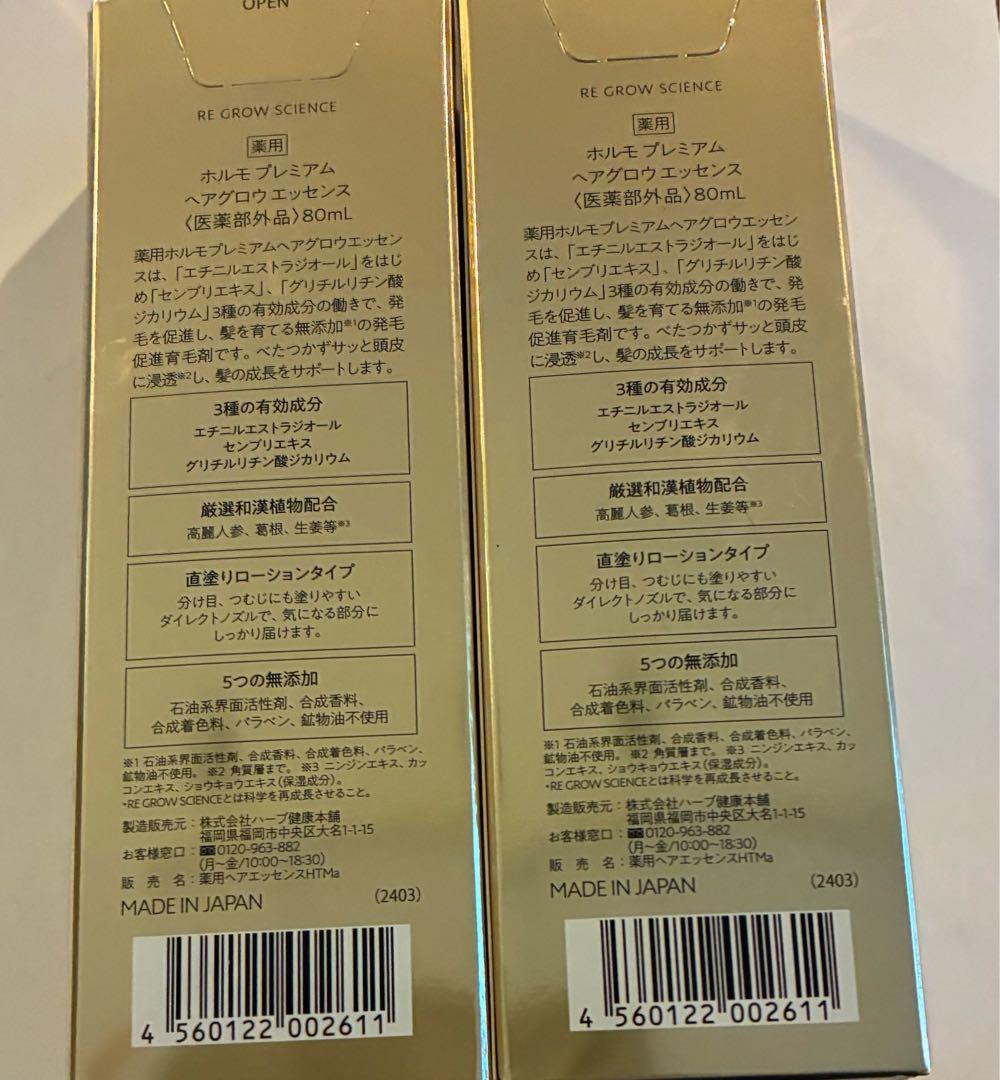 OPEN
RE GROW SCIENCE
薬用
ホルモ プレミアム
ヘアグロウ エッセンス
〈医薬部外品〉80mL
薬用ホルモプレミアムヘアグロウエッセン
スは、「エチニルエストラジオール」をはじ
め「センブリエキス」、「グリチルリチン酸
ジカリウム」3種の有効成分の働きで、発
毛を促進し、髪を育てる無添加※1の発毛
促進育毛剤です。べたつかずサッと頭皮
に浸透※2し、髪の成長をサポートします。
3種の有効成分
エチニルエストラジオール
センブリエキス
グリチルリチン酸ジカリウム
厳選和漢植物配合
高麗人参、葛根、生姜等※3
直塗りローションタイプ
分け目、つむじにも塗りやすい
ダイレクトノズルで、気になる部分に
しっかり届けます。
5つの無添加
石油系界面活性剤、合成香料、
合成着色料、パラベン、鉱物油不使用
※1 石油系界面活性剤、合成香料、合成着色料、パラベン、
鉱物油不使用。 ※2 角質層まで。 ※3 ニンジンエキス、カッ
コンエキス、ショウキョウエキス(保湿成分)。
・RE GROW SCIENCEとは科学を再成長させること。
製造販売元:株式会社ハーブ健康本舗
福岡県福岡市中央区大名1-1-15
お客様窓口:0120-963-882
(月~金/10:00~18:30)
販 売 名:薬用ヘアエッセンスHTMa
MADE IN JAPAN (2403)
4 560122 002611
RE GROW SCIENCE
薬用
ホルモ プレミアム
ヘアグロウ エッセンス
〈医薬部外品〉80mL
薬用ホルモプレミアムヘアグロウエッセン
スは、「エチニルエストラジオール」をはじ
め「センブリエキス」、「グリチルリチン酸
ジカリウム」3種の有効成分の働きで、発
毛を促進し、髪を育てる無添加※1の発毛
促進育毛剤です。べたつかずサッと頭皮
に浸透※2し、髪の成長をサポートします。
3種の有効成分
エチニルエストラジオール
センブリエキス
グリチルリチン酸ジカリウム
厳選和漢植物配合
高麗人参、葛根、生姜等※3
直塗りローションタイプ
分け目、つむじにも塗りやすい
ダイレクトノズルで、気になる部分に
しっかり届けます。
5つの無添加
石油系界面活性剤、合成香料、
合成着色料、パラベン、鉱物油不使用
※1 石油系界面活性剤、合成香料、合成着色料、パラベン、
鉱物油不使用。 ※2 角質層まで。 ※3 ニンジンエキス、カッ
コンエキス、ショウキョウエキス(保湿成分)。
・RE GROW SCIENCEとは科学を再成長させること。
製造販売元:株式会社ハーブ健康本舗
福岡県福岡市中央区大名1-1-15
お客様窓口:0120-963-882
(月~金/10:00~18:30)
販 売 名:薬用ヘアエッセンスHTMa
MADE IN JAPAN (2403)
4 560122 002611